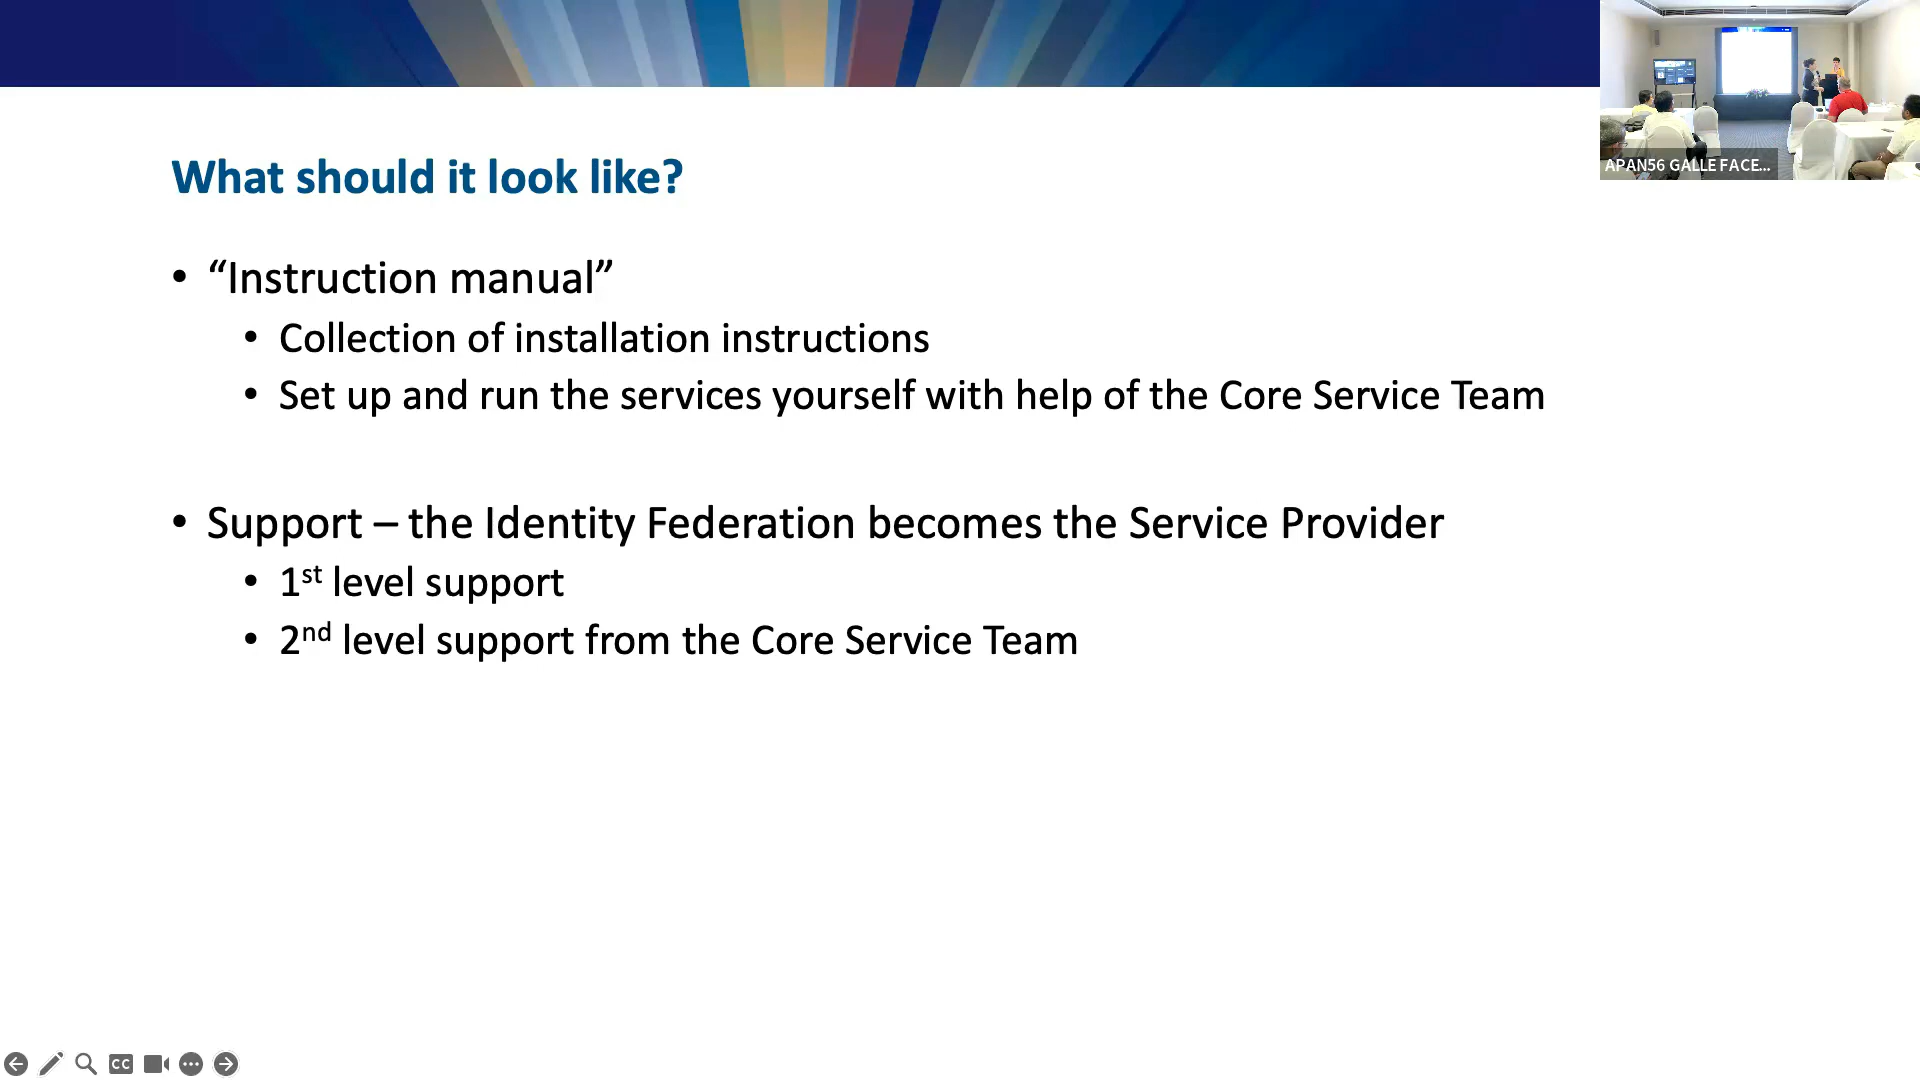 What should it look like?
• “Instruction manual”
• Collection of installation instructions
• Set up and run the services yourself with help of the Core Service Team
• Support – the Identity Federation becomes the Service Provider
• 1st level support
• 2nd level support from the Core Service Team
APAN56 GALLE FACE...
CC